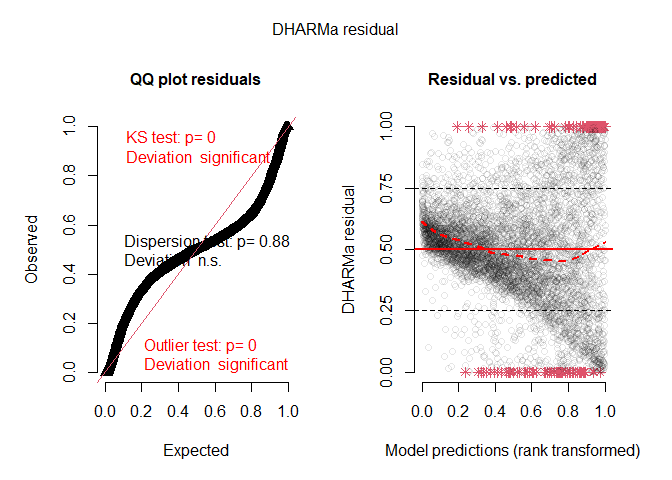 DHARMa residual
QQ plot residuals
KS test: p= 0
Deviation significant
Dispersion test: p= 0.88
Deviation n.s.
Outlier test: p= 0
Deviation significant
Observed
0.0 0.2 0.4 0.6 0.8 1.0
0.0 0.2 0.4 0.6 0.8 1.0
Expected
Residual vs. predicted
DHARMa residual
0.00 0.25 0.50 0.75 1.00
0.0 0.2 0.4 0.6 0.8 1.0
Model predictions (rank transformed)